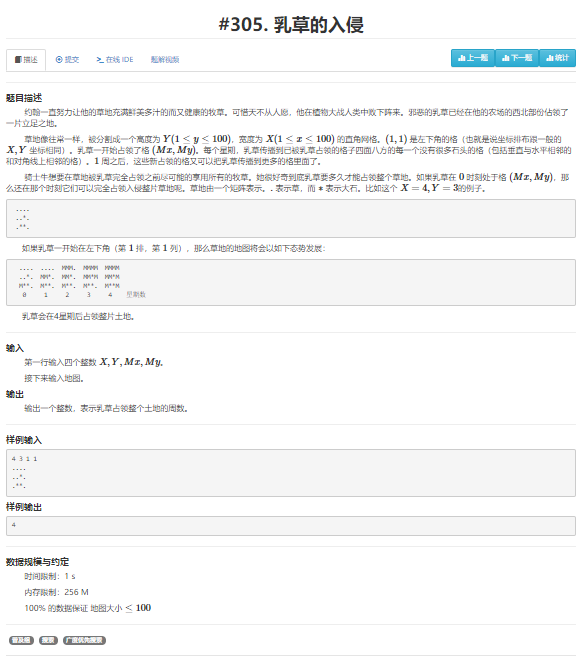 #305. 乳草的入侵
描述 提交 >_ 在线 IDE 题解视频 上一题 下一题 统计
题目描述
约翰一直努力让他的草地充满鲜美多汁的而又健康的牧草。可惜天不从人愿，他在植物大战人类中败下阵来。邪恶的乳草已经在他的农场的西北部份佔领了
一片立足之地。
草地像往常一样，被分割成一个高度为 Y(1 ≤ y ≤ 100)，宽度为 X(1 ≤ x ≤ 100) 的直角网格。(1, 1) 是左下角的格（也就是说坐标排布跟一般的
X, Y 坐标相同）。乳草一开始占领了格 (Mx, My)。每个星期，乳草传播到已被乳草占领的格子四面八方的每一个没有很多石头的格（包括垂直与水平相邻的
和对角线上相邻的格）。1 周之后，这些新占领的格又可以把乳草传播到更多的格里面了。
骑士牛想要在草地被乳草完全占领之前尽可能的享用所有的牧草。她很好奇到底乳草要多久才能占领整个草地。如果乳草在 0 时刻处于格 (Mx, My)，那
么还在那个时刻它们可以完全占领入侵整片草地呢。草地由一个矩阵表示。. 表示草，而 * 表示大石。比如这个 X = 4, Y = 3的例子。
....
..*.
.**.
如果乳草一开始在左下角（第 1 排，第 1 列），那么草地的地图将会以如下态势发展：
.... .... MMM. MMMM MMMM
..*. MM*. MM*. MM*M MM*M
M**. M**. M**. M**. M**M
0 1 2 3 4 星期数
乳草会在4星期后占领整片土地。
输入
第一行输入四个整数 X, Y, Mx, My。
接下来输入地图。
输出
输出一个整数，表示乳草占领整个土地的周数。
样例输入
4 3 1 1
....
..*.
.**.
样例输出
4
数据规模与约定
时间限制：1 s
内存限制：256 M
100% 的数据保证 地图大小 ≤ 100
搜索 广度优先搜索